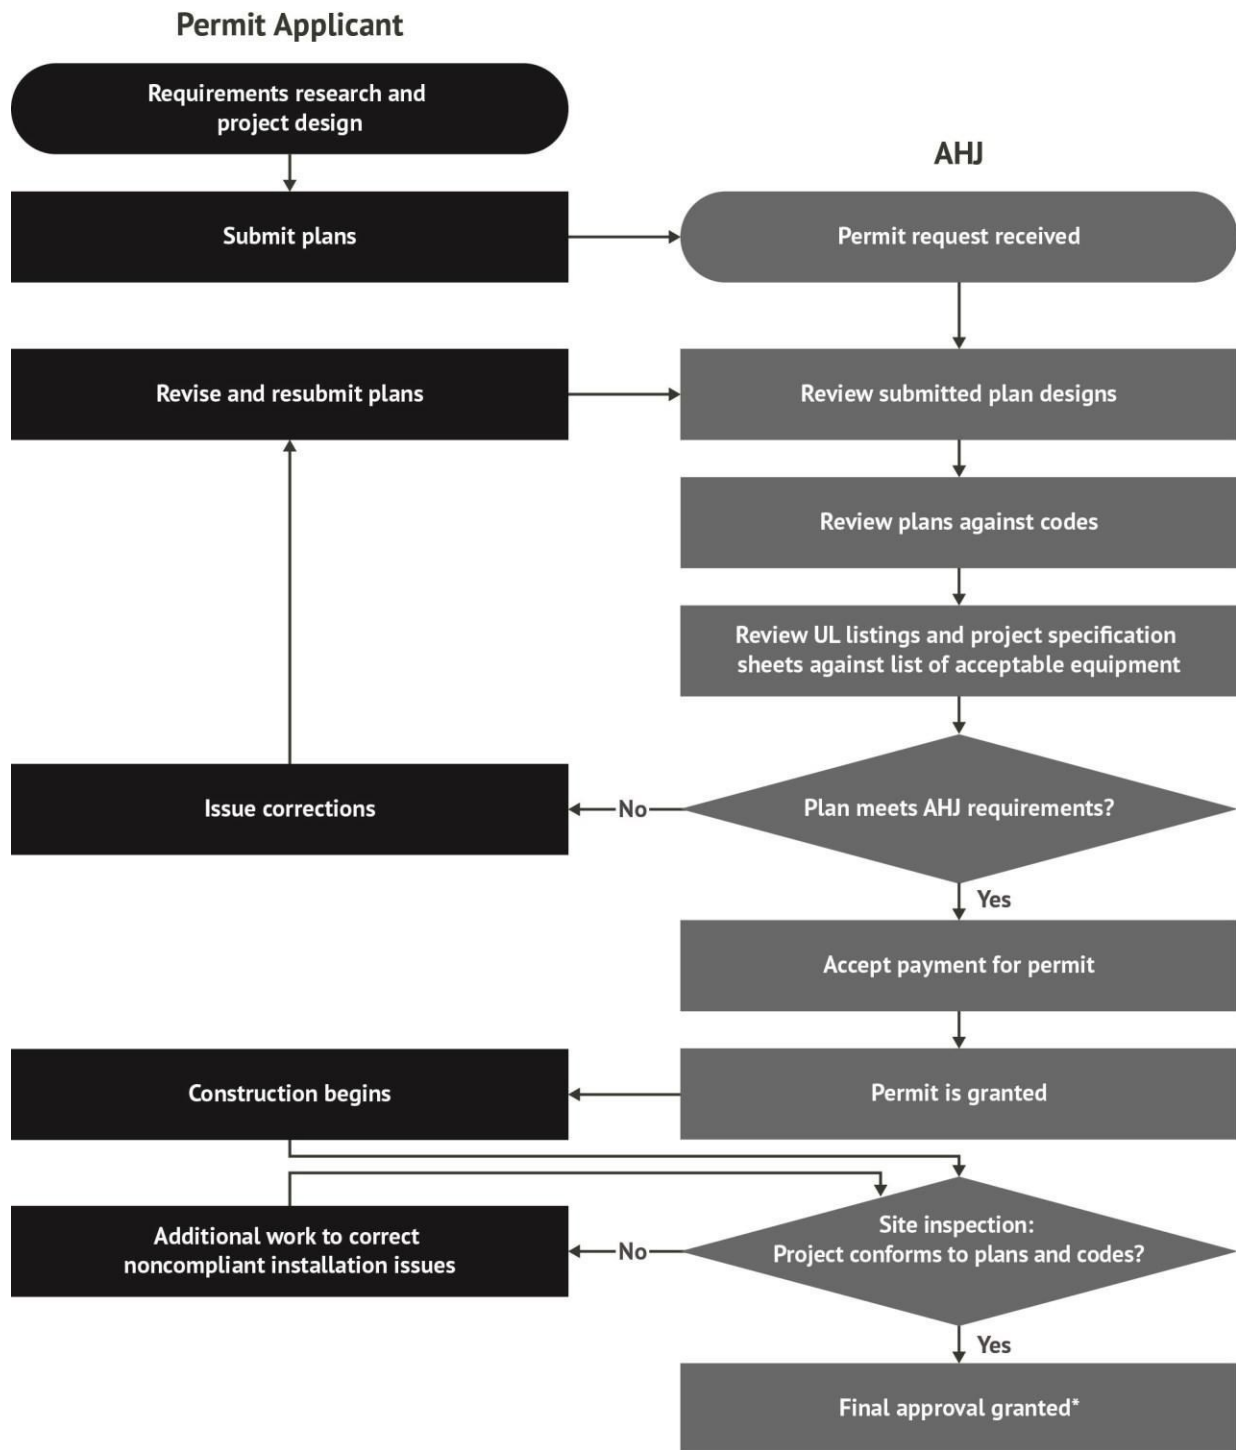 Permit Applicant
Requirements research and
project design
AHJ
Submit plans
Permit request received
Revise and resubmit plans
Review submitted plan designs
Review plans against codes
Review UL listings and project specification
sheets against list of acceptable equipment
Issue corrections
No
Plan meets AHJ requirements?
Yes
Accept payment for permit
Construction begins
Permit is granted
Additional work to correct
noncompliant installation issues
No
Site inspection:
Project conforms to plans and codes?
Yes
Final approval granted*